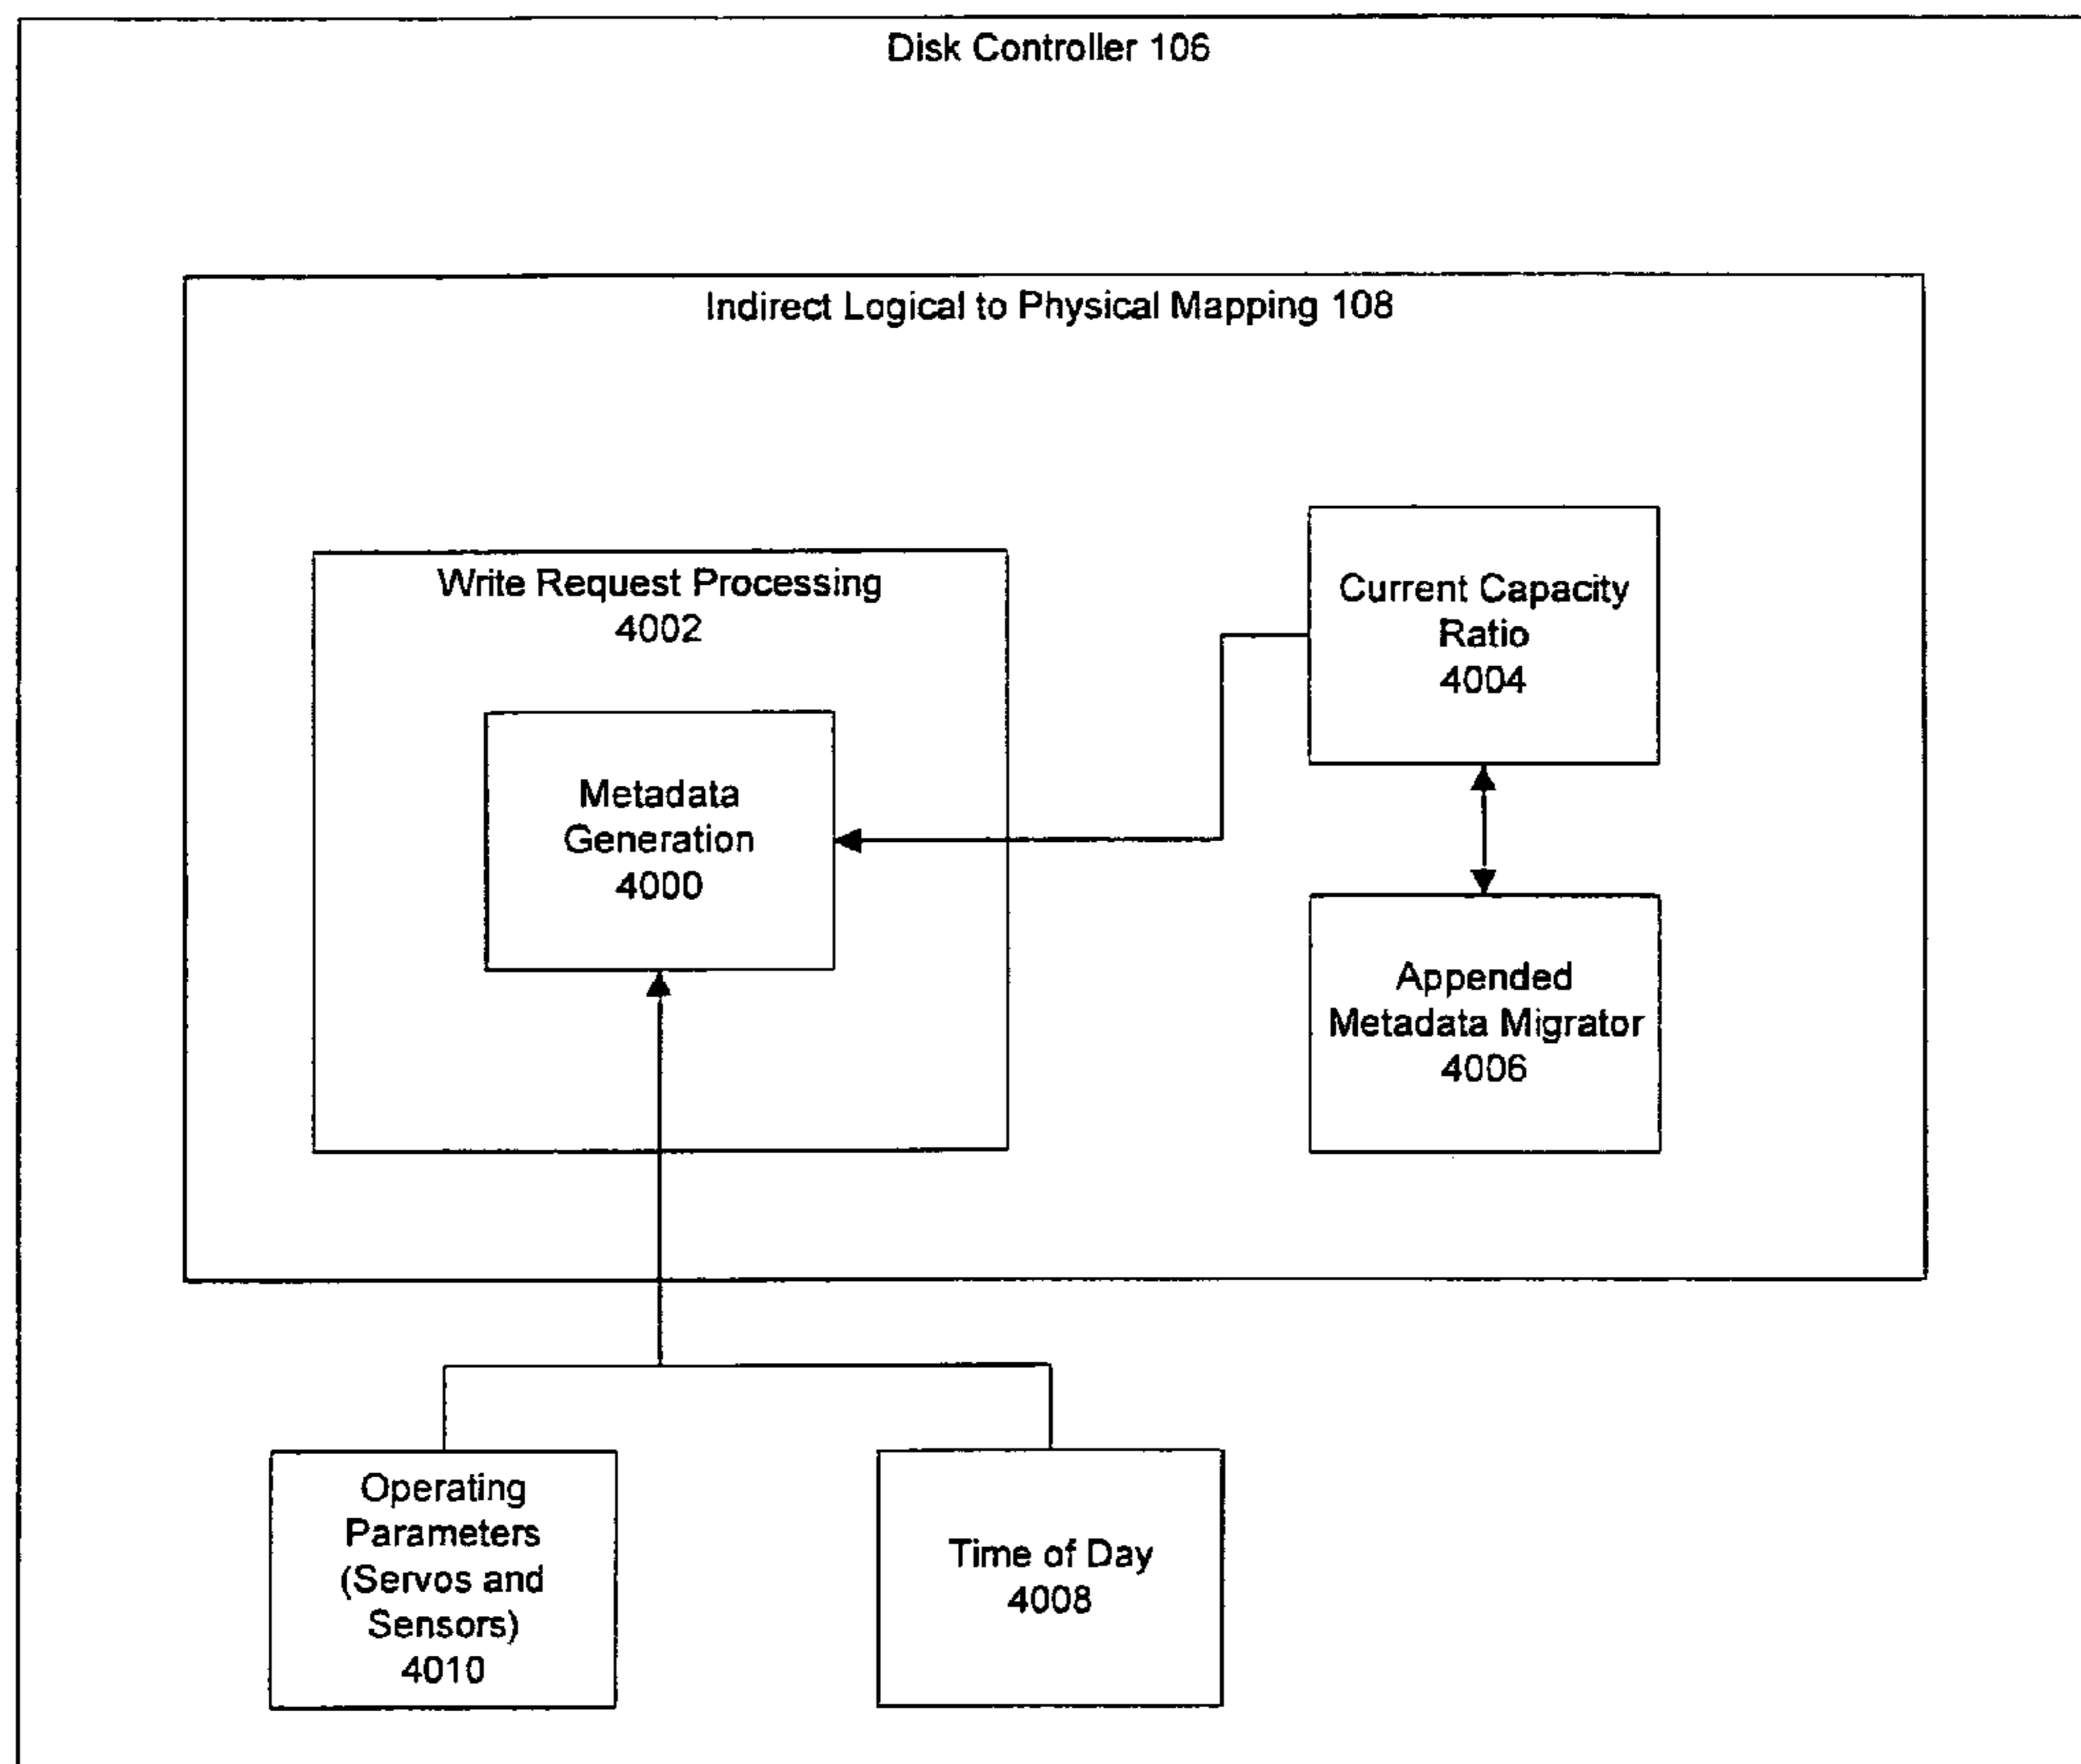 Disk Controller 106
Indirect Logical to Physical Mapping 108
Write Request Processing
4002
Current Capacity
Ratio
4004
Metadata
Generation
4000
Appended
Metadata Migrator
4006
Operating
Parameters
(Servos and
Sensors)
4010
Time of Day
4008